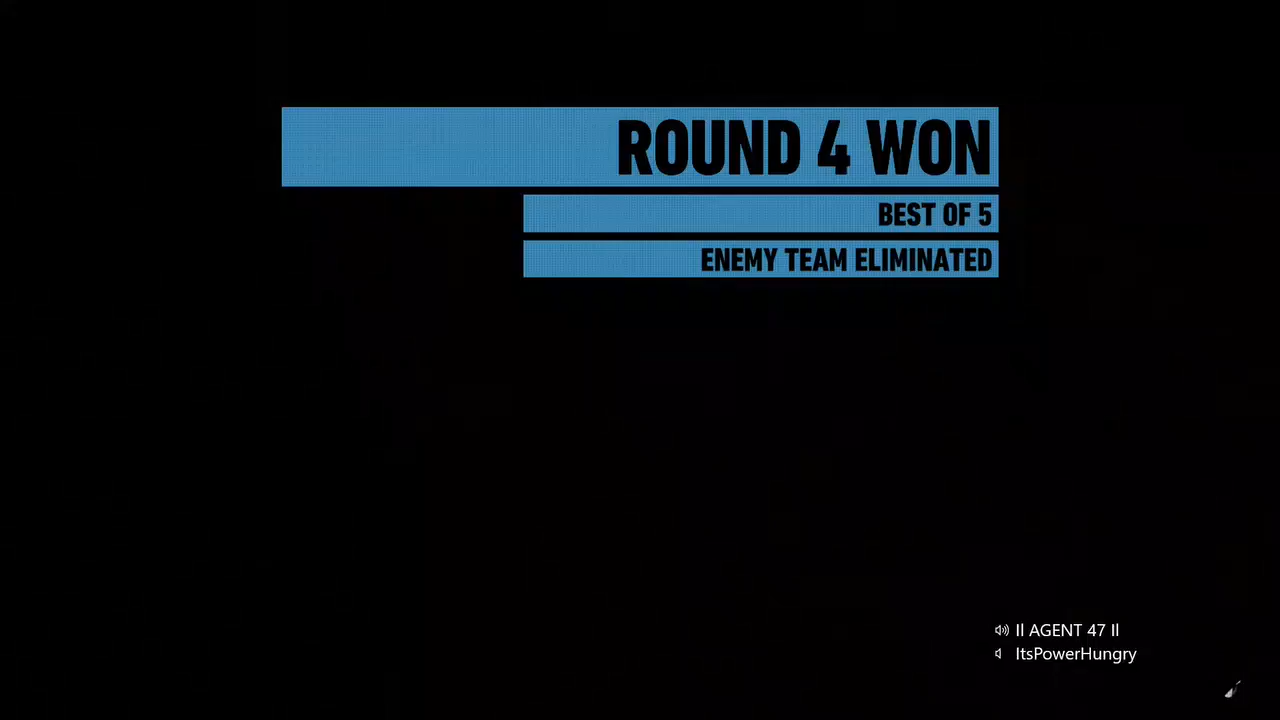 ROUND 4 WON
BEST OF 5
ENEMY TEAM ELIMINATED
Il AGENT 47 Il
ItsPowerHungry